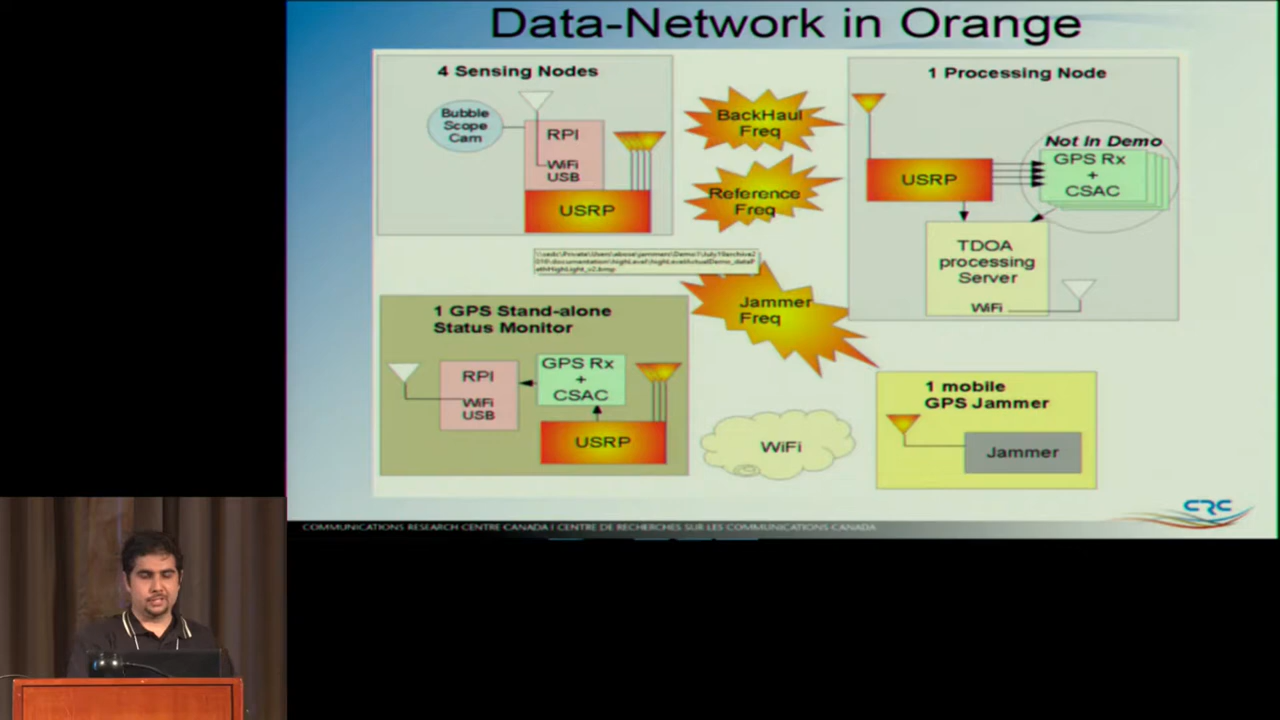 Data-Network in Orange
4 Sensing Nodes
Bubble
Scope
Cam
RPI
WiFi
USB
USRP
BackHaul
Freq
Reference
Freq
1 Processing Node
Not In Demo
GPS Rx
+
CSAC
USRP
TDOA
processing
Server
WiFi
1 GPS Stand-alone
Status Monitor
RPI
WiFi
USB
GPS Rx
+
CSAC
USRP
Jammer
Freq
WiFi
1 mobile
GPS Jammer
Jammer
COMMUNICATIONS RESEARCH CENTRE CANADA | CENTRE DE RECHERCHES SUR LES COMMUNICATIONS CANADA
CRC